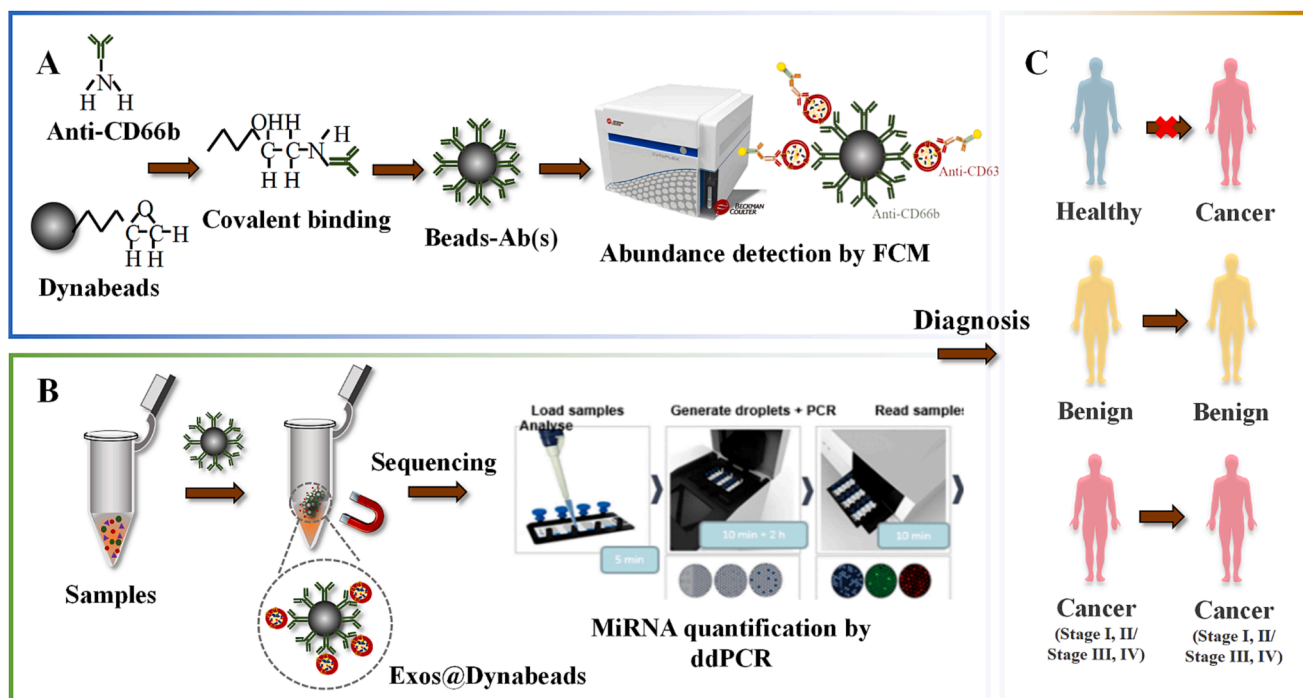 A
N
H H
Anti-CD66b
O
C C H
H H
Dynabeads
OHH H
N
H H
Covalent binding
Beads-Ab(s)
BECKMAN
COULTER
Anti-CD63
Anti-CD66b
Abundance detection by FCM
B
Samples
Sequencing
Exos@Dynabeads
Load samples
Analyse
5 min
Generate droplets + PCR
10 min + 2 h
Read samples
10 min
MiRNA quantification by
ddPCR
Diagnosis
C
Healthy
Cancer
Benign
Benign
Cancer
(Stage I, II/
Stage III, IV)
Cancer
(Stage I, II/
Stage III, IV)